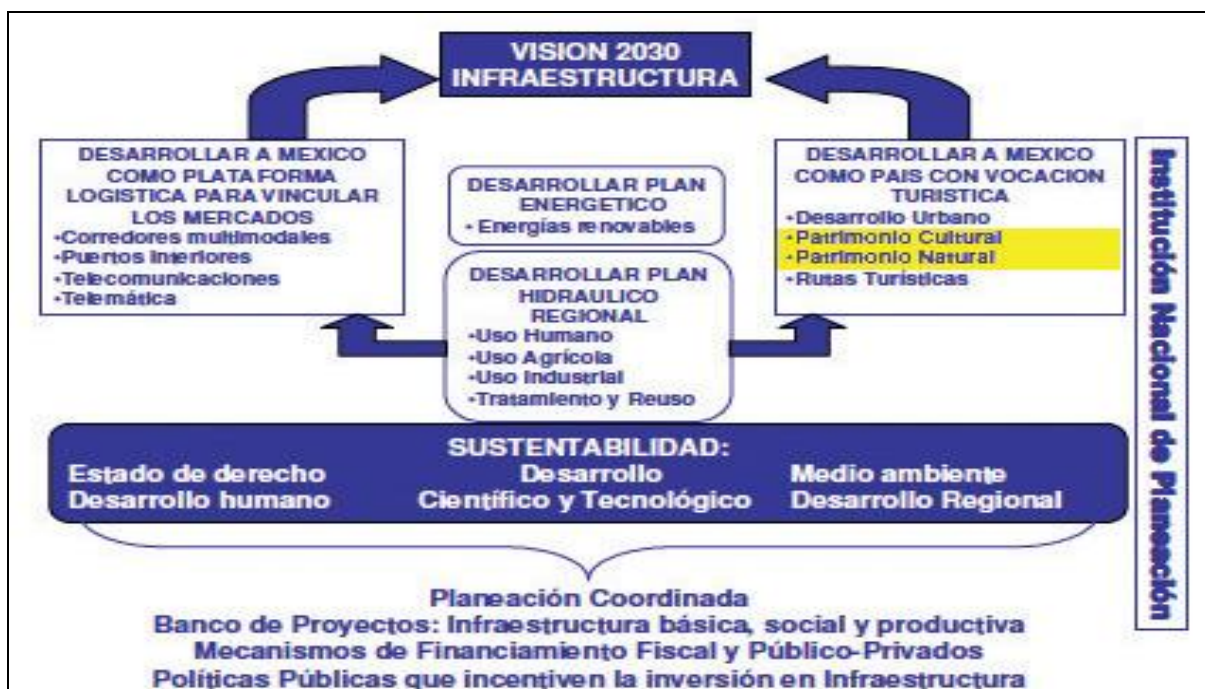 VISION 2030
INFRAESTRUCTURA
DESARROLLAR A MEXICO
COMO PLATAFORMA
LOGISTICA PARA VINCULAR
LOS MERCADOS
•Corredores multimodales
•Puertos Interiores
•Telecomunicaciones
•Telemática
DESARROLLAR PLAN
ENERGETICO
• Energías renovables
DESARROLLAR PLAN
HIDRAULICO
REGIONAL
•Uso Humano
•Uso Agrícola
•Uso Industrial
•Tratamiento y Reuso
DESARROLLAR A MEXICO
COMO PAIS CON VOCACION
TURISTICA
•Desarrollo Urbano
•Patrimonio Cultural
•Patrimonio Natural
•Rutas Turísticas
Institución Nacional de Planeación
SUSTENTABILIDAD:
Estado de derecho
Desarrollo humano
Desarrollo
Científico y Tecnológico
Medio ambiente
Desarrollo Regional
Planeación Coordinada
Banco de Proyectos: Infraestructura básica, social y productiva
Mecanismos de Financiamiento Fiscal y Público-Privados
Políticas Públicas que incentiven la inversión en Infraestructura